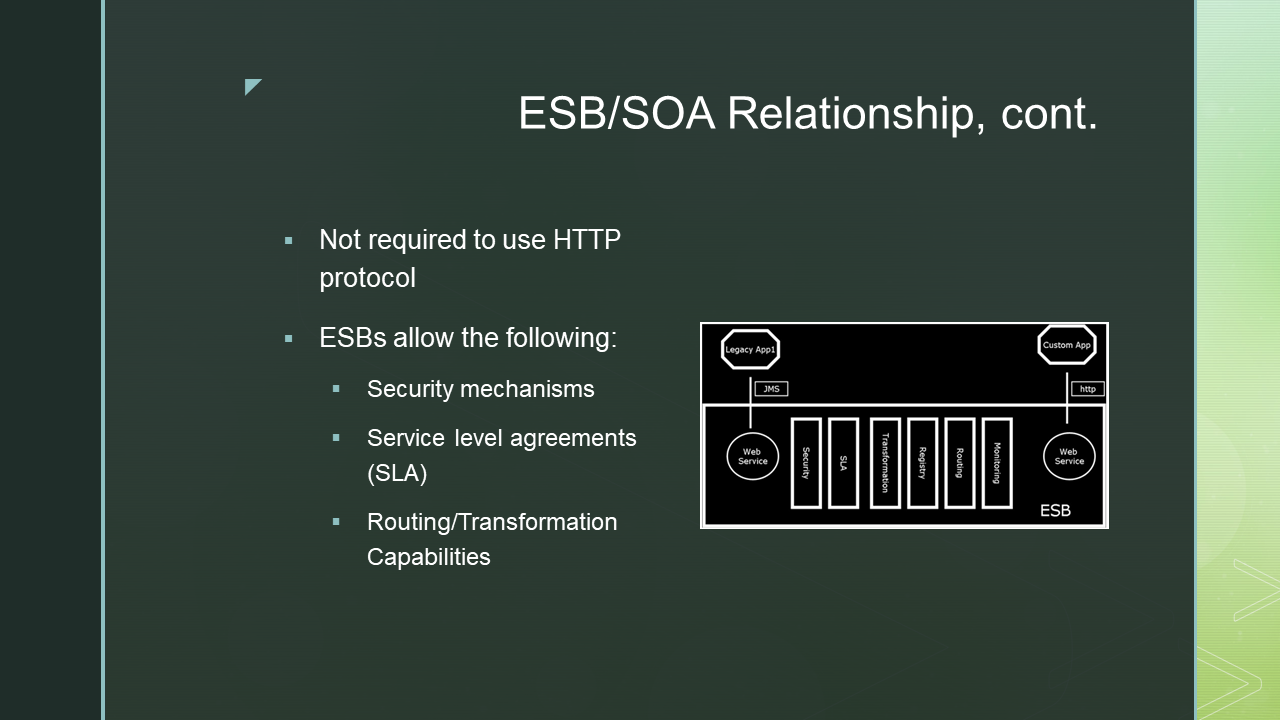 ESB/SOA Relationship, cont.
▪ Not required to use HTTP
protocol
▪ ESBs allow the following:
▪ Security mechanisms
▪ Service level agreements
(SLA)
▪ Routing/Transformation
Capabilities
Legacy App1
Custom App
JMS
http
Web
Service
Security
SLA
Transformation
Registry
Routing
Monitoring
Web
Service
ESB